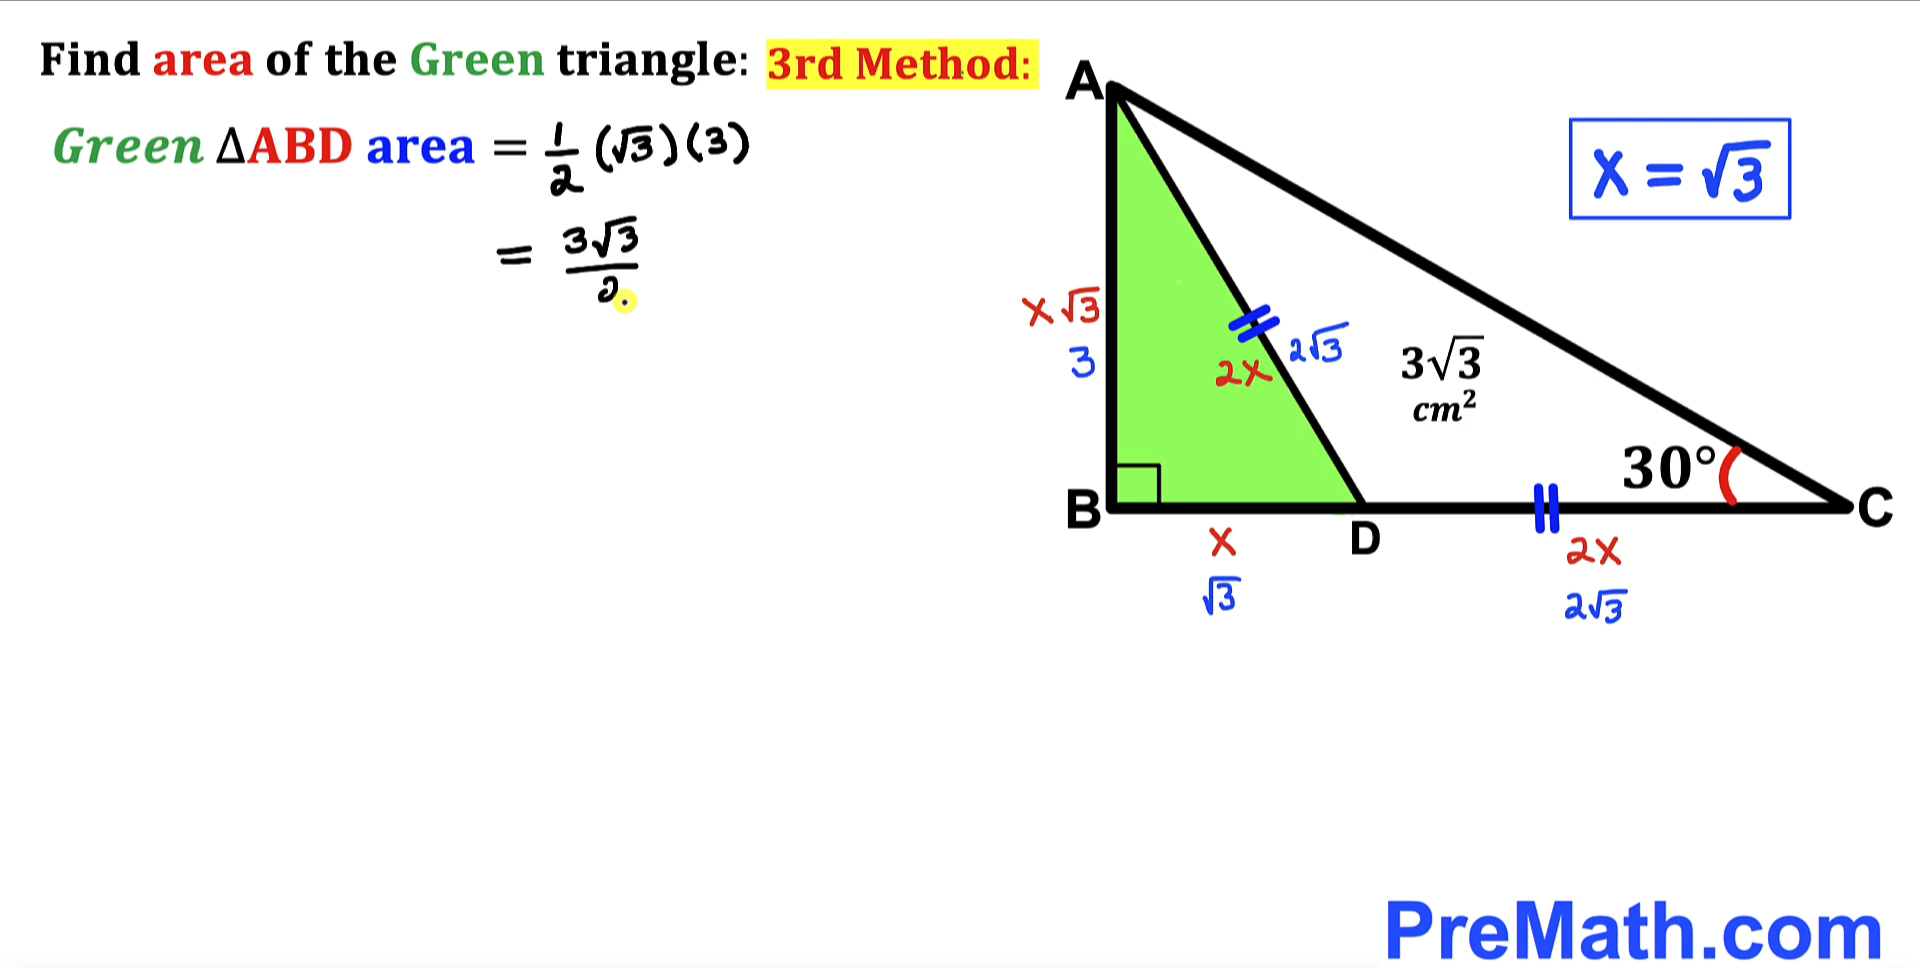 Find area of the Green triangle: 3rd Method:
Green ΔABD area = 1/2 (√3)(3)
= 3√3/2
A
x = √3
x√3
3
2x
2√3
3√3
cm²
30°
B
D
C
x
√3
2x
2√3
PreMath.com